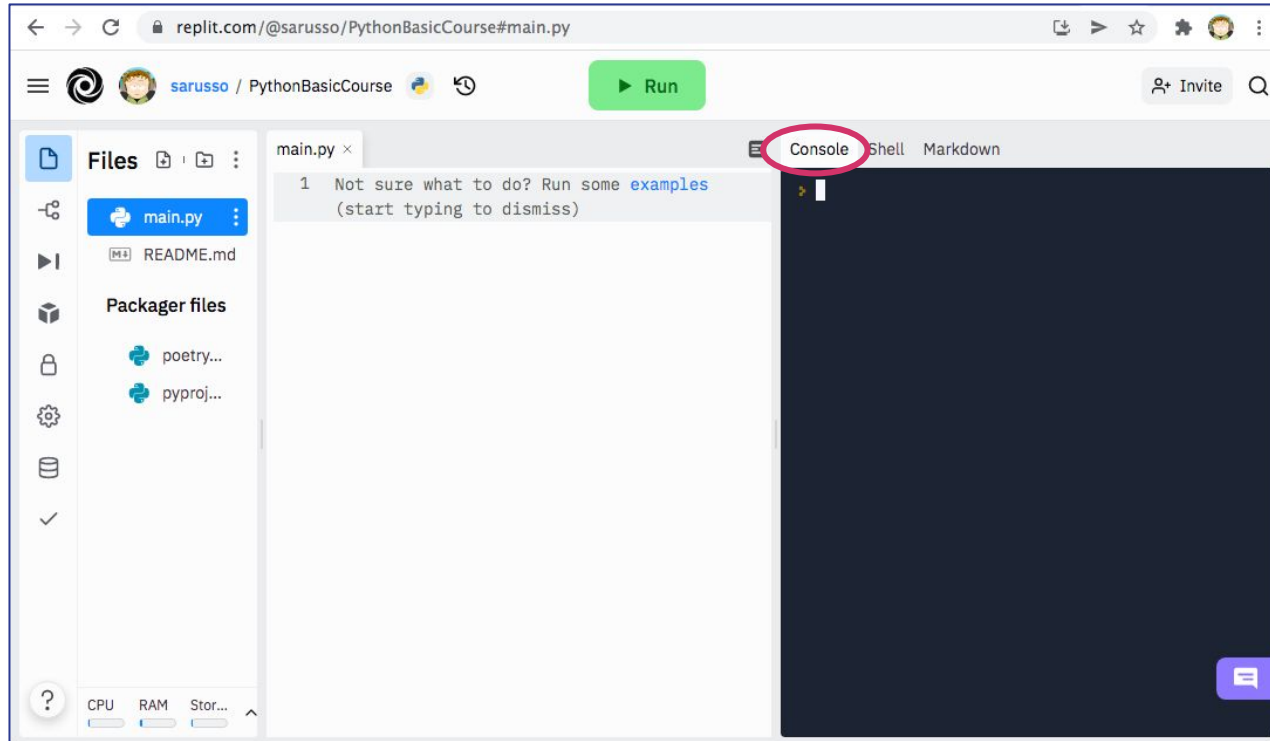 replit.com/@sarusso/PythonBasicCourse#main.py
sarusso / PythonBasicCourse
Run
Invite
Files
main.py
README.md
Packager files
poetry...
pyproj...
CPU RAM Stor...
main.py ×
1 Not sure what to do? Run some examples
(start typing to dismiss)
Console Shell Markdown